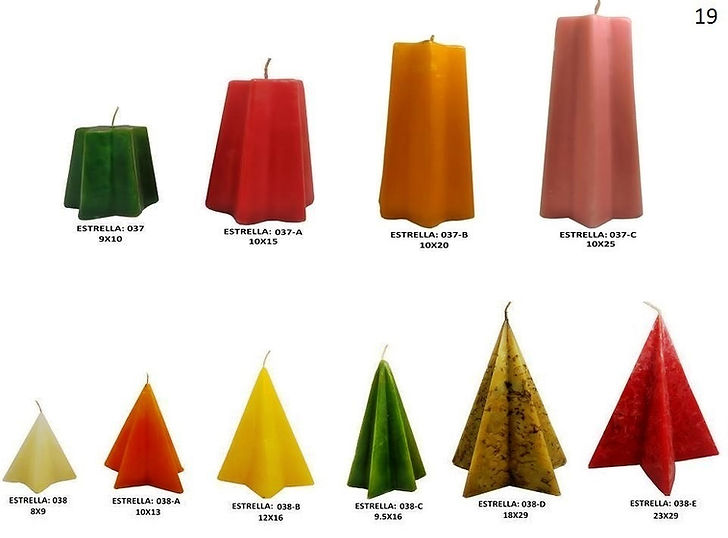 19
ESTRELLA: 037
9X10
ESTRELLA: 037-A
10X15
ESTRELLA: 037-B
10X20
ESTRELLA: 037-C
10X25
ESTRELLA: 038
8X9
ESTRELLA: 038-A
10X13
ESTRELLA: 038-B
12X16
ESTRELLA: 038-C
9.5X16
ESTRELLA: 038-D
18X29
ESTRELLA: 038-E
23X29